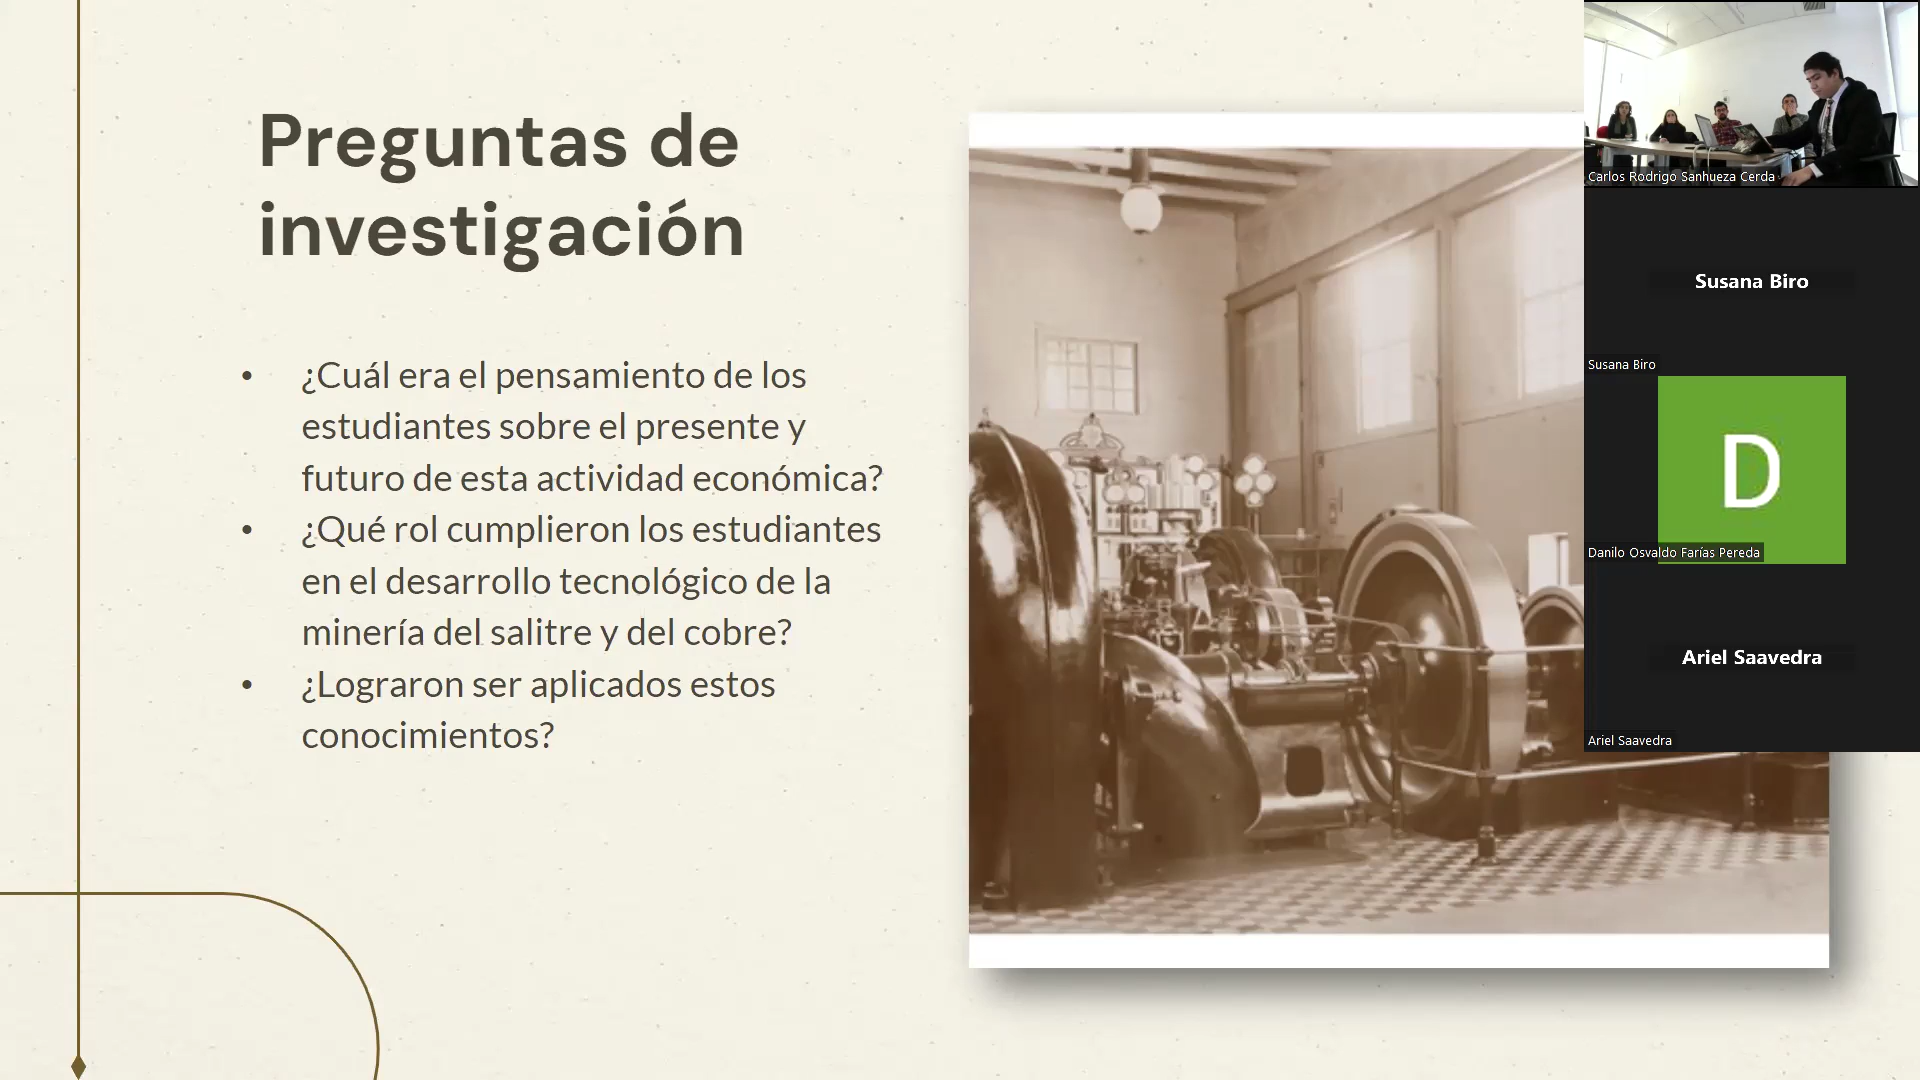 Preguntas de
investigación
• ¿Cuál era el pensamiento de los
estudiantes sobre el presente y
futuro de esta actividad económica?
• ¿Qué rol cumplieron los estudiantes
en el desarrollo tecnológico de la
minería del salitre y del cobre?
• ¿Lograron ser aplicados estos
conocimientos?
Carlos Rodrigo Sanhueza Cerda
Susana Biro
Susana Biro
D
Danilo Osvaldo Farías Pereda
Ariel Saavedra
Ariel Saavedra